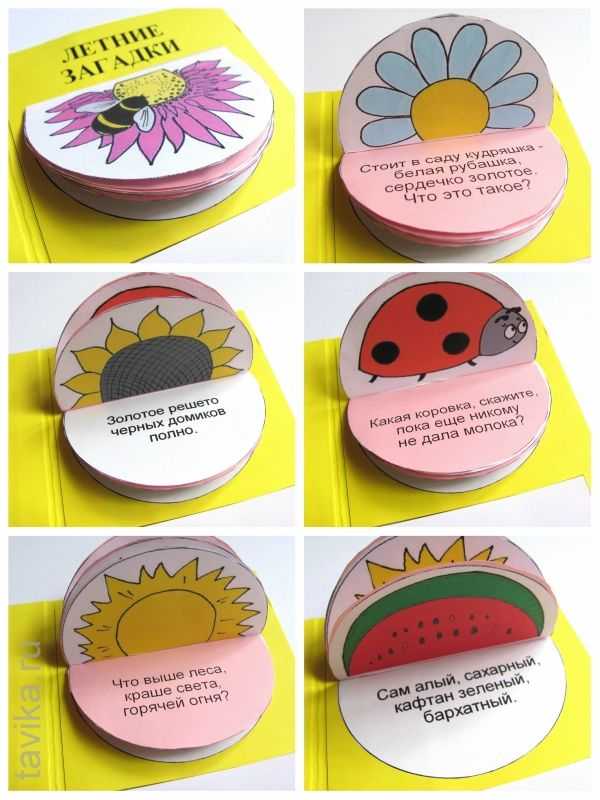 ЛЕТНИЕ
ЗАГАДКИ
Стоит в саду кудряшка -
белая рубашка,
сердечко золотое.
Что это такое?
Золотое решето
черных домиков
полно.
Какая коровка, скажите,
пока еще никому
не дала молока?
Что выше леса,
краше света,
горячей огня?
Сам алый, сахарный,
кафтан зеленый,
бархатный.
tavika.ru